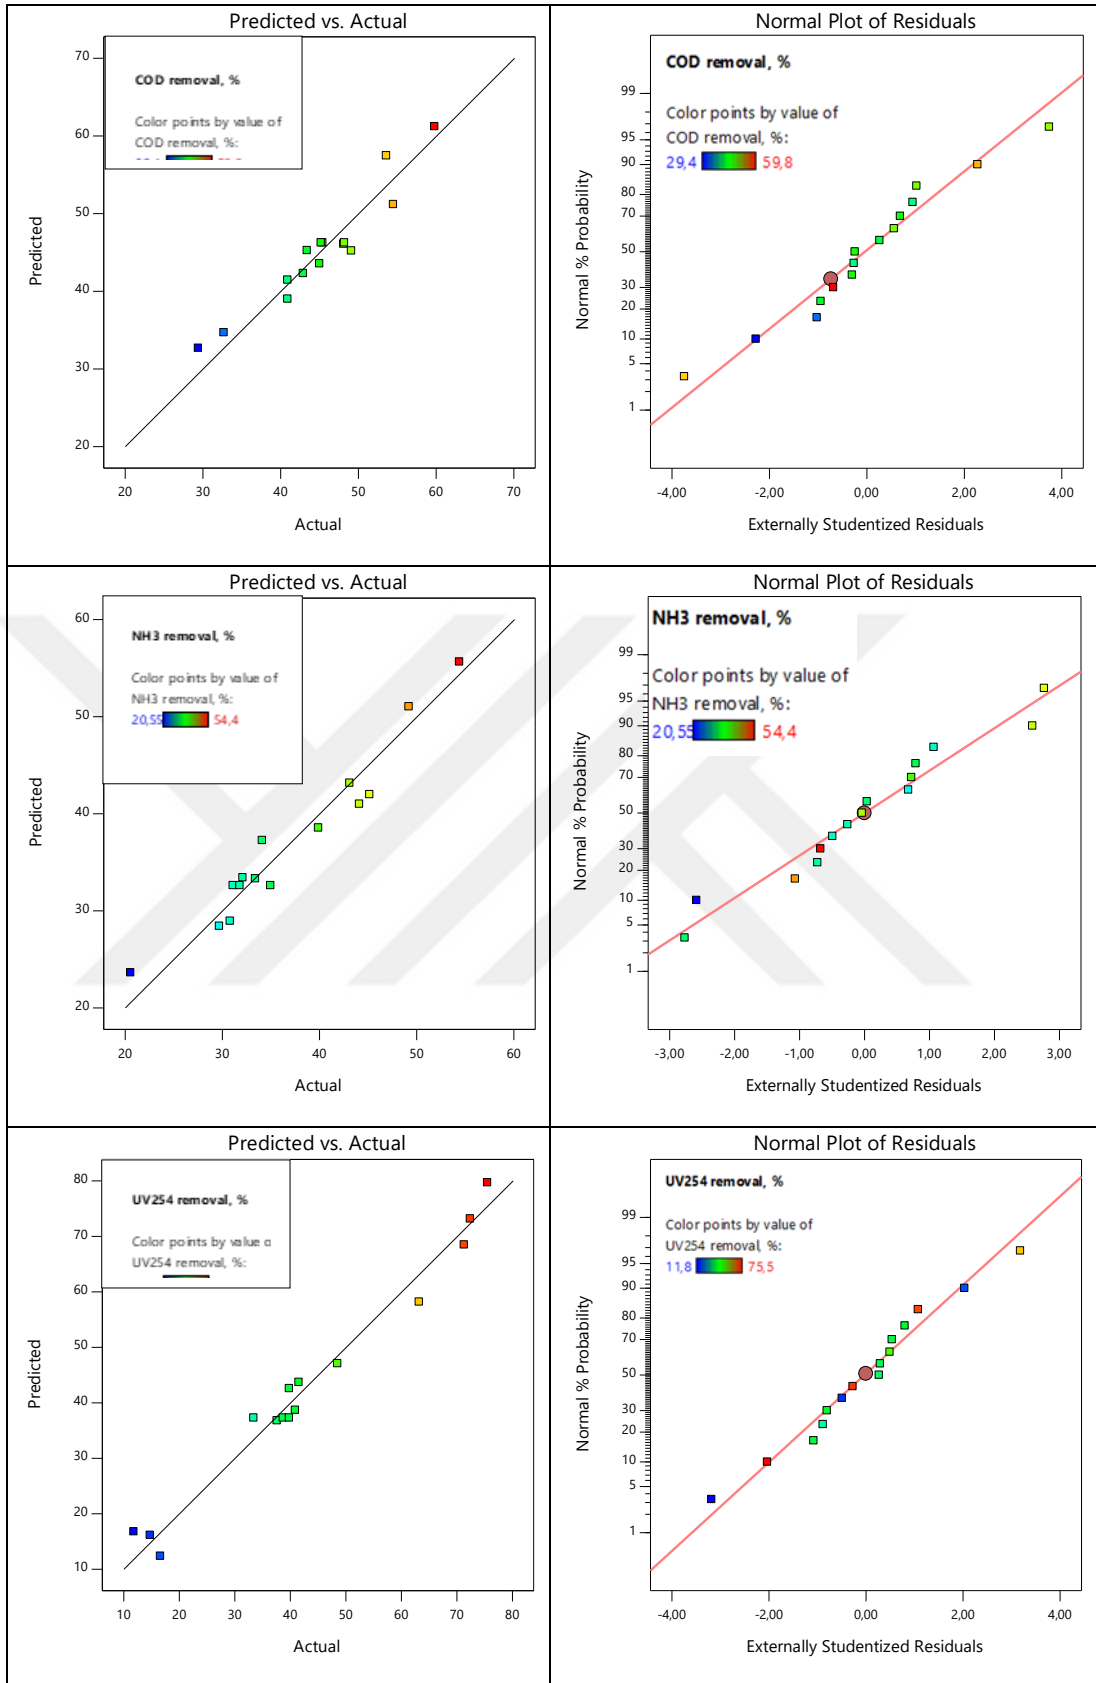 Predicted vs. Actual
COD removal, %
Color points by value of
COD removal, %:
70
60
50
40
30
20
Predicted
20 30 40 50 60 70
Actual
Normal Plot of Residuals
COD removal, %
Color points by value of
COD removal, %:
29,4 59,8
99
95
90
80
70
50
30
20
10
5
1
Normal % Probability
-4,00 -2,00 0,00 2,00 4,00
Externally Studentized Residuals
Predicted vs. Actual
NH3 removal, %
Color points by value of
NH3 removal, %:
20,55 54,4
60
50
40
30
20
Predicted
20 30 40 50 60
Actual
Normal Plot of Residuals
NH3 removal, %
Color points by value of
NH3 removal, %:
20,55 54,4
99
95
90
80
70
50
30
20
10
5
1
Normal % Probability
-3,00 -2,00 -1,00 0,00 1,00 2,00 3,00
Externally Studentized Residuals
Predicted vs. Actual
UV254 removal, %
Color points by value o
UV254 removal, %:
80
70
60
50
40
30
20
10
Predicted
10 20 30 40 50 60 70 80
Actual
Normal Plot of Residuals
UV254 removal, %
Color points by value of
UV254 removal, %:
11,8 75,5
99
95
90
80
70
50
30
20
10
5
1
Normal % Probability
-4,00 -2,00 0,00 2,00 4,00
Externally Studentized Residuals